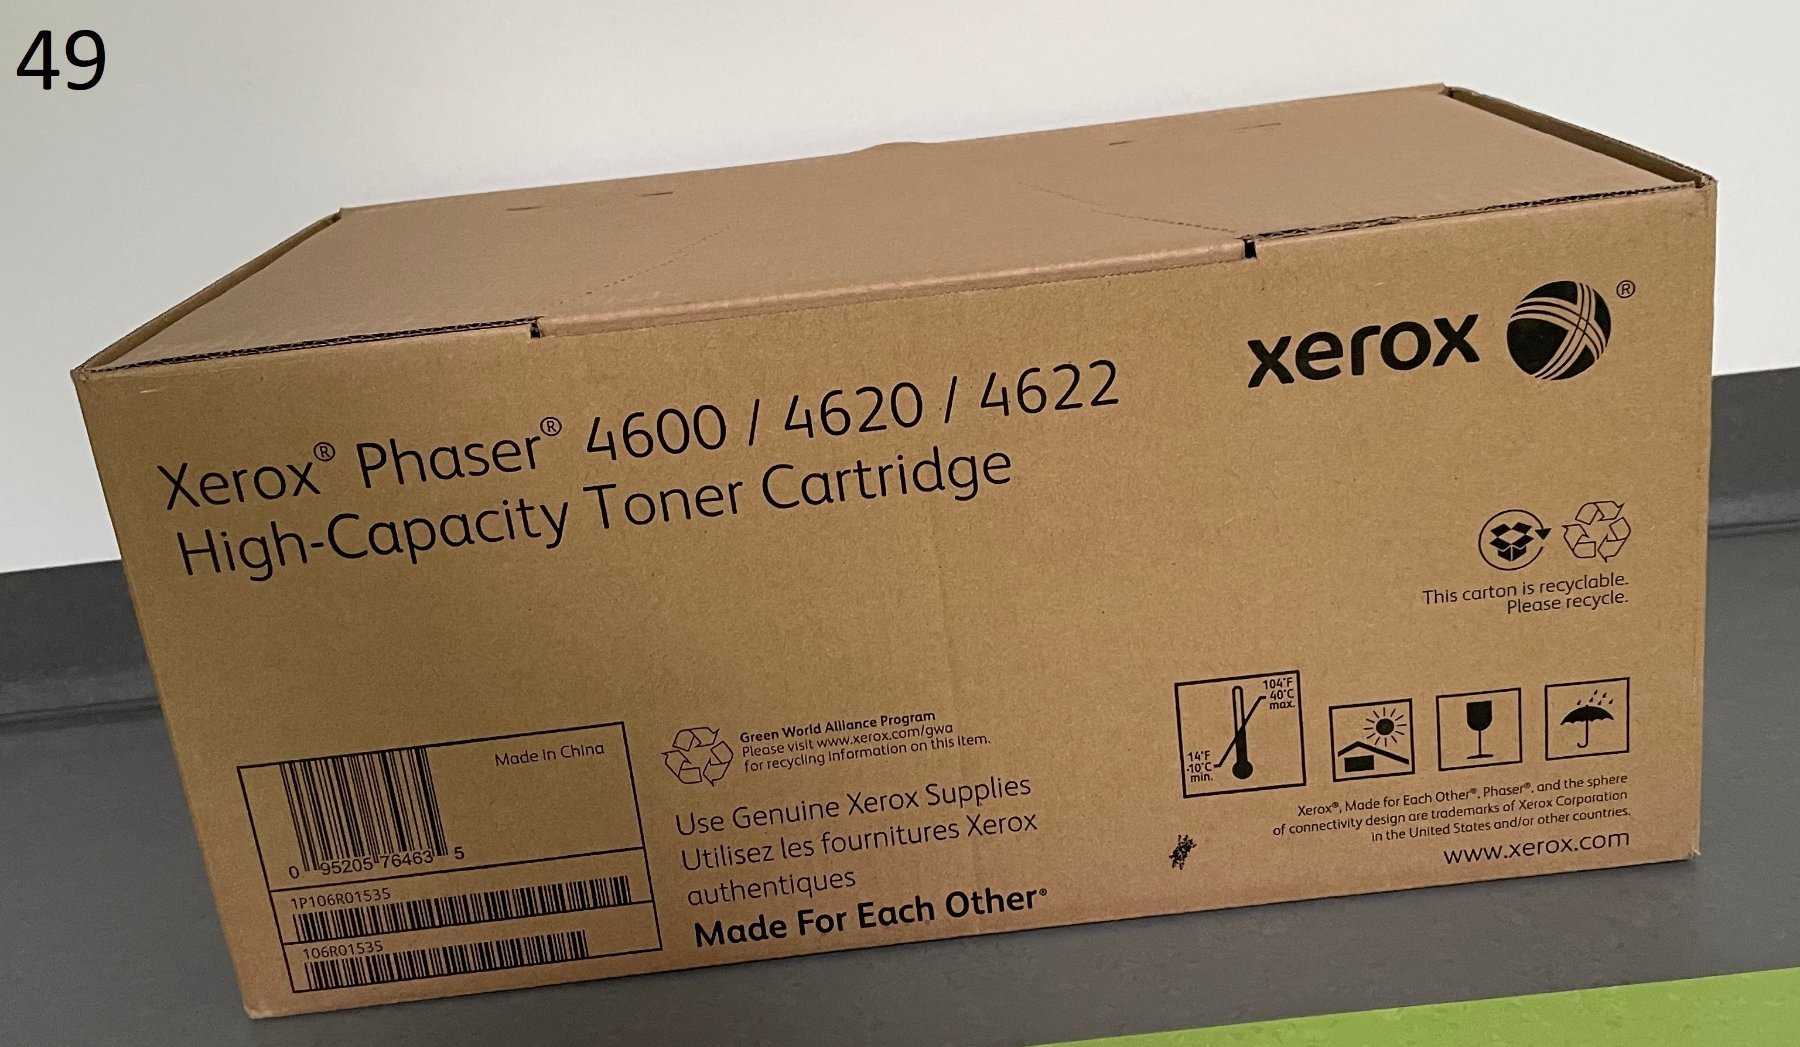 49
xerox ®
Xerox® Phaser® 4600 / 4620 / 4622
High-Capacity Toner Cartridge
This carton is recyclable.
Please recycle.
104°F
40°C
max.
14°F
-10°C
min.
Made in China
0 95205 76463 5
1P106R01535
106R01535
Green World Alliance Program
Please visit www.xerox.com/gwa
for recycling information on this item.
Use Genuine Xerox Supplies
Utilisez les fournitures Xerox
authentiques
Made For Each Other®
Xerox®, Made for Each Other®, Phaser®, and the sphere
of connectivity design are trademarks of Xerox Corporation
in the United States and/or other countries.
www.xerox.com